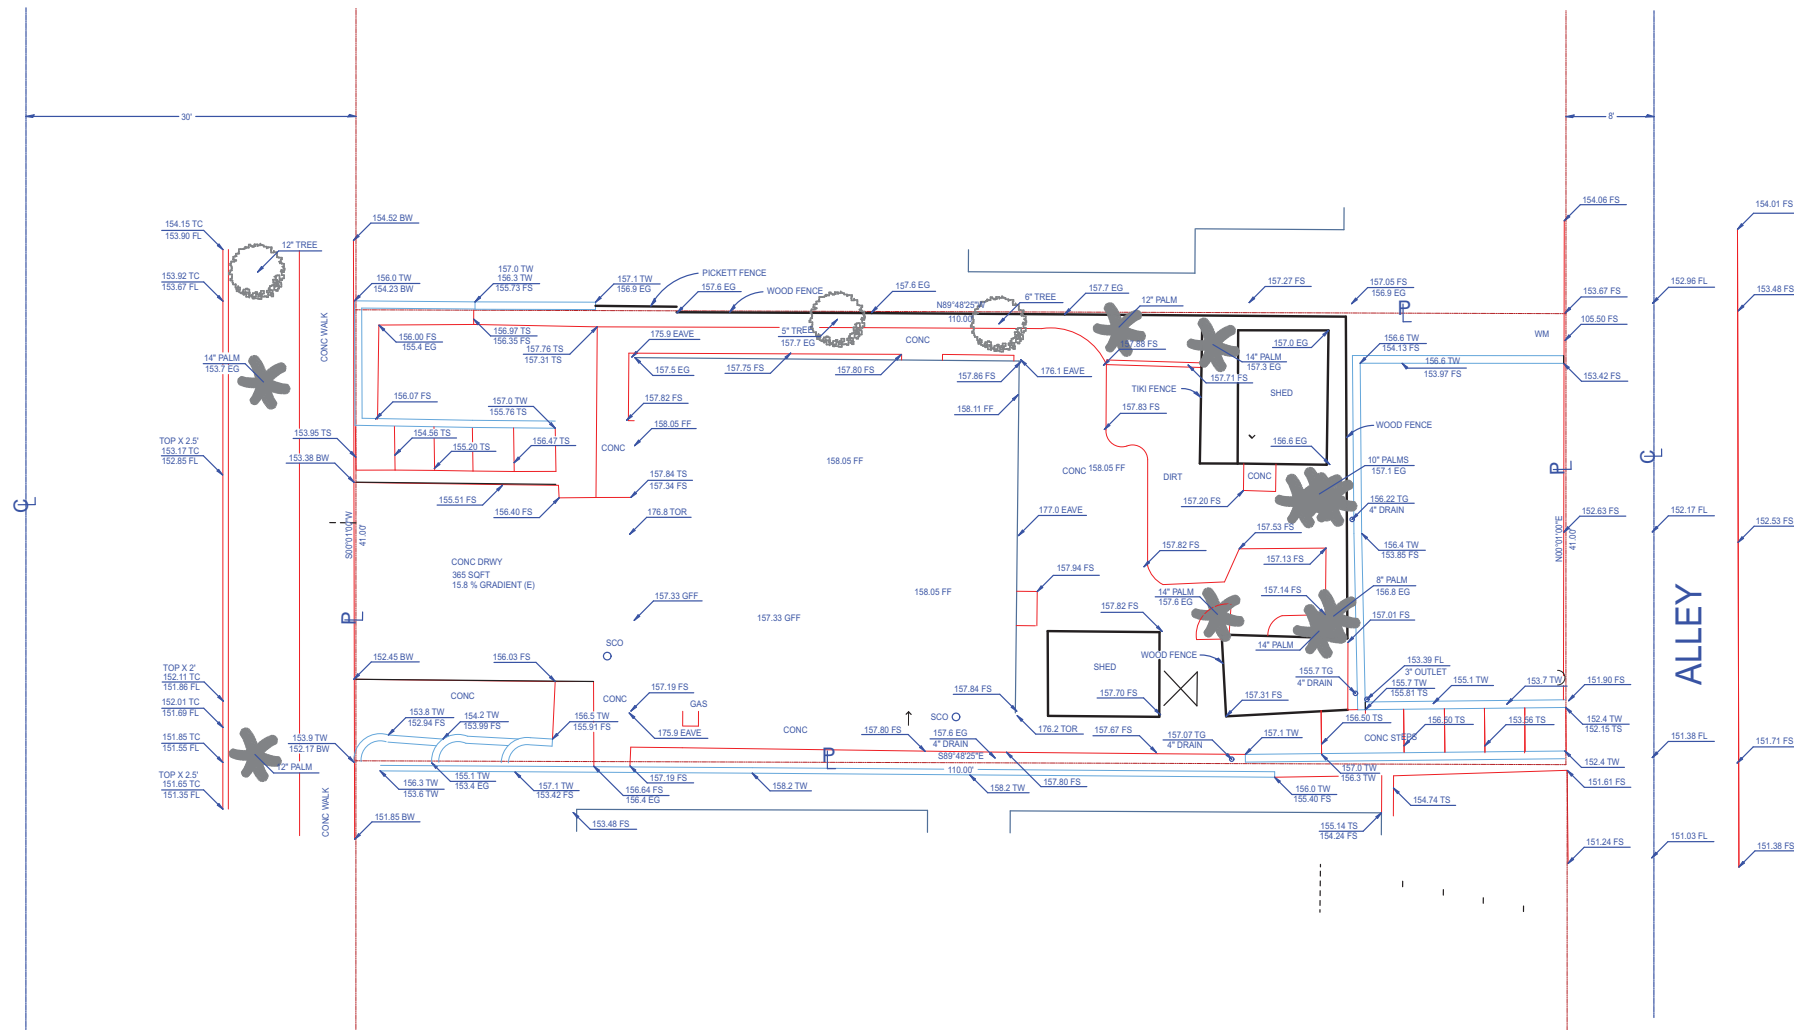 30'
8'
154.15 TC
153.90 FL
12" TREE
153.92 TC
153.67 FL
CONC WALK
14" PALM
153.7 EG
TOP X 2.5'
153.17 TC
152.85 FL
153.95 TS
153.38 BW
S00°01'00"W
41.00'
TOP X 2'
152.11 TC
151.86 FL
152.01 TC
151.69 FL
151.85 TC
151.55 FL
TOP X 2.5'
151.65 TC
151.35 FL
12" PALM
153.9 TW
152.17 BW
CONC WALK
151.85 BW
154.52 BW
156.0 TW
154.23 BW
157.0 TW
156.3 TW
155.73 FS
157.1 TW
156.9 EG
PICKETT FENCE
157.6 EG
WOOD FENCE
157.6 EG
N89°48'25"W
110.00'
6" TREE
157.7 EG
12" PALM
157.27 FS
157.05 FS
156.9 EG
156.00 FS
155.4 EG
156.97 TS
156.35 FS
157.76 TS
157.31 TS
175.9 EAVE
157.5 EG
5" TREE
157.7 EG
157.75 FS
157.80 FS
CONC
157.86 FS
176.1 EAVE
157.88 FS
157.71 FS
14" PALM
157.3 EG
157.0 EG
SHED
TIKI FENCE
156.6 TW
154.13 FS
156.6 TW
153.97 FS
156.07 FS
157.0 TW
155.76 TS
157.82 FS
158.05 FF
158.11 FF
157.83 FS
WOOD FENCE
154.56 TS
155.20 TS
156.47 TS
CONC
158.05 FF
CONC
158.05 FF
DIRT
156.6 EG
CONC
10" PALMS
157.1 EG
157.84 TS
157.34 FS
155.51 FS
156.40 FS
176.8 TOR
177.0 EAVE
157.20 FS
156.22 TG
4" DRAIN
157.53 FS
157.82 FS
157.13 FS
156.4 TW
153.85 FS
CONC DRWY
365 SQFT
15.8 % GRADIENT (E)
157.94 FS
158.05 FF
157.33 GFF
157.33 GFF
157.82 FS
14" PALM
157.6 EG
157.14 FS
8" PALM
156.8 EG
157.01 FS
14" PALM
SCO
152.45 BW
156.03 FS
CONC
CONC
157.19 FS
GAS
175.9 EAVE
CONC
157.84 FS
176.2 TOR
SCO
SHED
157.70 FS
WOOD FENCE
157.31 FS
155.7 TG
4" DRAIN
153.39 FL
3" OUTLET
155.7 TW
155.81 TS
155.1 TW
153.7 TW
153.8 TW
152.94 FS
154.2 TW
153.99 FS
156.5 TW
155.91 FS
157.80 FS
157.6 EG
4" DRAIN
S89°48'25"E
110.00'
157.67 FS
157.07 TG
4" DRAIN
157.1 TW
156.50 TS
156.50 TS
153.56 TS
CONC STEPS
157.0 TW
156.3 TW
156.3 TW
153.6 TW
155.1 TW
153.4 EG
157.1 TW
153.42 FS
156.64 FS
156.4 EG
157.19 FS
158.2 TW
158.2 TW
157.80 FS
156.0 TW
155.40 FS
154.74 TS
153.48 FS
155.14 TS
154.24 FS
154.06 FS
153.67 FS
105.50 FS
WM
153.42 FS
152.63 FS
N00°01'00"E
41.00'
151.90 FS
152.4 TW
152.15 TS
152.4 TW
151.61 FS
151.24 FS
152.96 FL
152.17 FL
ALLEY
151.38 FL
151.03 FL
154.01 FS
153.48 FS
152.53 FS
151.71 FS
151.38 FS